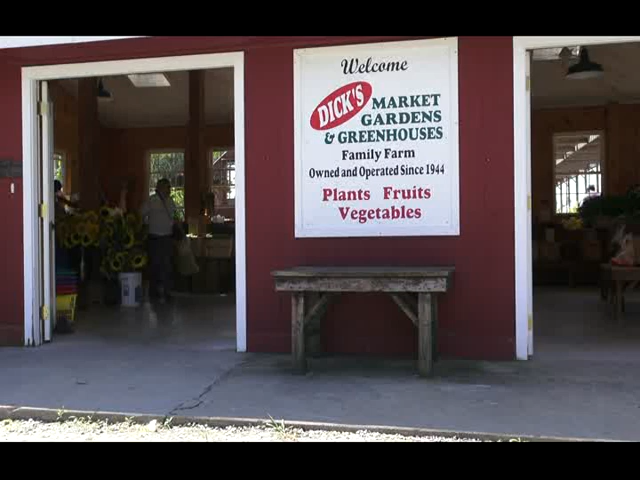 Welcome
DICK'S MARKET
GARDENS
& GREENHOUSES
Family Farm
Owned and Operated Since 1944
Plants Fruits
Vegetables